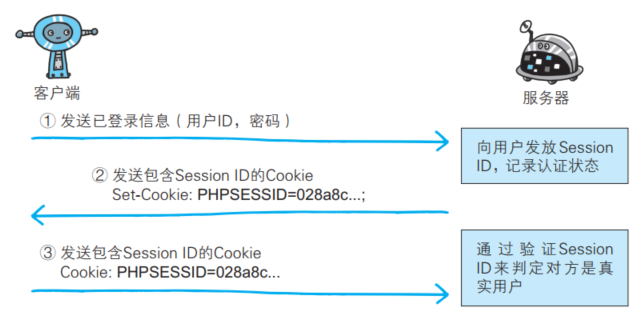 客户端
服务器
① 发送已登录信息（用户ID，密码）
向用户发放Session
ID，记录认证状态
② 发送包含Session ID的Cookie
Set-Cookie: PHPSESSID=028a8c...;
③ 发送包含Session ID的Cookie
Cookie: PHPSESSID=028a8c...
通过验证Session
ID来判定对方是真
实用户